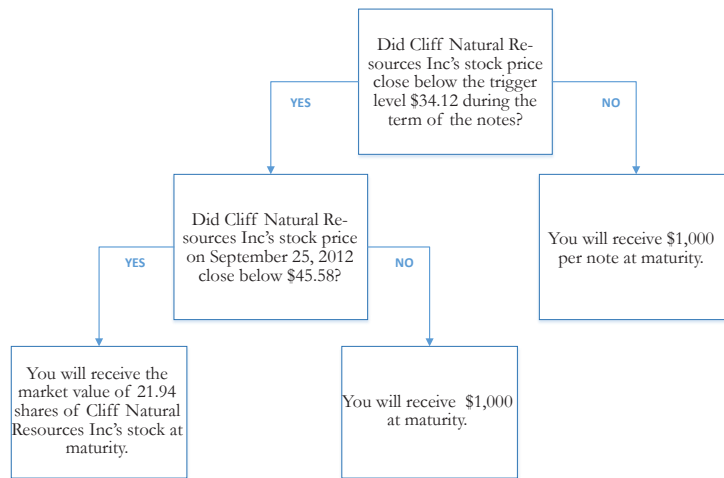 Did Cliff Natural Re-
sources Inc's stock price
close below the trigger
level $34.12 during the
term of the notes?
YES
NO
Did Cliff Natural Re-
sources Inc's stock price
on September 25, 2012
close below $45.58?
You will receive $1,000
per note at maturity.
YES
NO
You will receive the
market value of 21.94
shares of Cliff Natural
Resources Inc's stock at
maturity.
You will receive $1,000
at maturity.